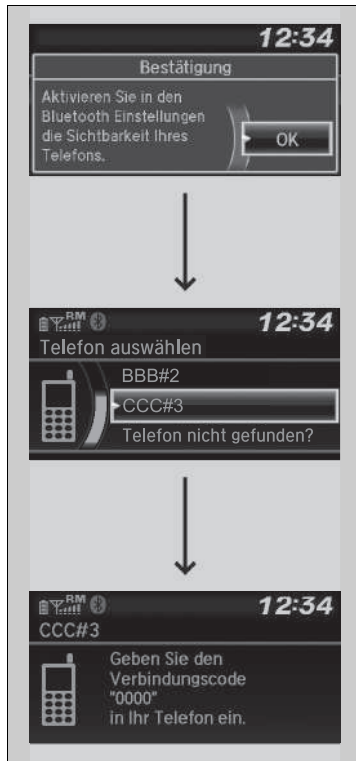 12:34
Bestätigung
Aktivieren Sie in den
Bluetooth Einstellungen
die Sichtbarkeit Ihres
Telefons.
OK
RM
12:34
Telefon auswählen
BBB#2
CCC#3
Telefon nicht gefunden?
RM
12:34
CCC#3
Geben Sie den
Verbindungscode
"0000"
in Ihr Telefon ein.